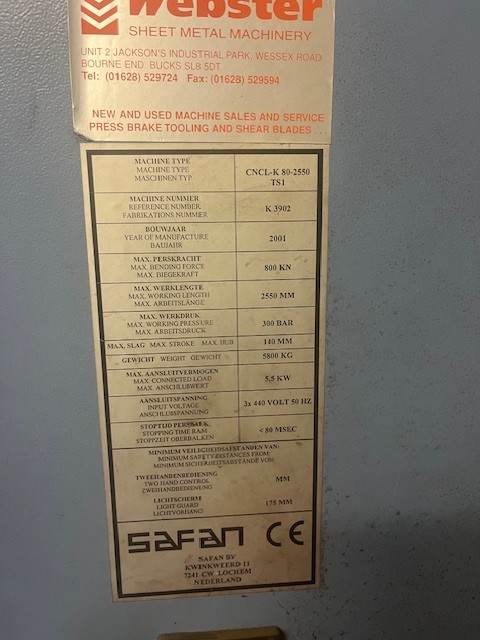 Webster
SHEET METAL MACHINERY
UNIT 2 JACKSON'S INDUSTRIAL PARK, WESSEX ROAD
BOURNE END BUCKS SL8 5DT
Tel: (01628) 529724 Fax: (01628) 529594
NEW AND USED MACHINE SALES AND SERVICE
PRESS BRAKE TOOLING AND SHEAR BLADES ...
MACHINE TYPE
MACHINE TYPE
MASCHINEN TYP
CNCL-K 80-2550
TS1
MACHINE NUMMER
REFERENCE NUMBER
FABRIKATIONS NUMMER
K 3902
BOUWJAAR
YEAR OF MANUFACTURE
BAUJAHR
2001
MAX. PERSKRACHT
MAX. BENDING FORCE
MAX. BIEGEKRAFT
800 KN
MAX. WERKLENGTE
MAX. WORKING LENGTH
MAX. ARBEITSLÄNGE
2550 MM
MAX. WERKDRUK
MAX. WORKING PRESSURE
MAX. ARBEITSDRUCK
300 BAR
MAX. SLAG MAX. STROKE MAX. HUB
140 MM
GEWICHT WEIGHT GEWICHT
5800 KG
MAX. AANSLUITVERMOGEN
MAX. CONNECTED LOAD
MAX. ANSCHLUßWERT
5,5 KW
AANSLUITSPANNING
INPUT VOLTAGE
ANSCHLUßSPANNUNG
3x 440 VOLT 50 HZ
STOPTIJD PERSBALK
STOPPING TIME RAM
STOPPZEIT OBERBALKEN
< 80 MSEC
MINIMUM VEILIGHEIDSAFSTANDEN VAN:
MINIMUM SAFETY DISTANCES FROM:
MINIMUM SICHERHEITSABSTÄNDE VON:
TWEEHANDENBEDIENING
TWO HAND CONTROL
ZWEIHANDBEDIENUNG
MM
LICHTSCHERM
LIGHT GUARD
LICHTVORHANG
175 MM
SAFAN CE
SAFAN BV
KWINKWEERD 11
7241 CW LOCHEM
NEDERLAND